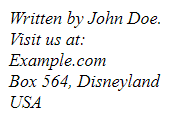 Written by John Doe.
Visit us at:
Example.com
Box 564, Disneyland
USA